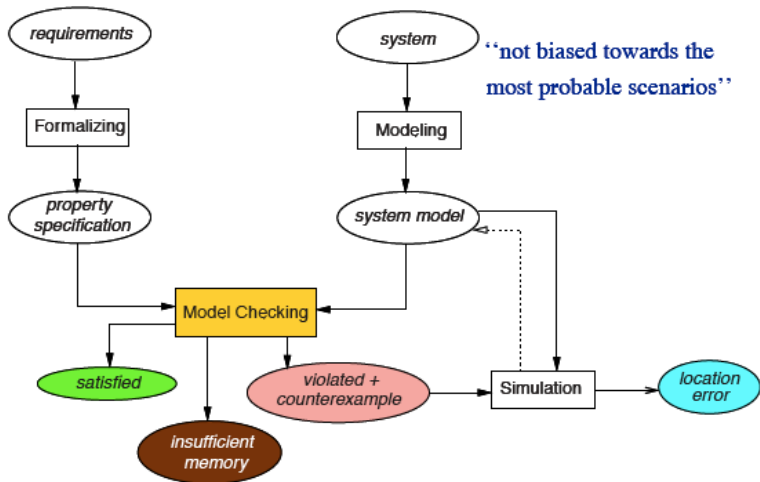 requirements
system
‘‘not biased towards the
most probable scenarios’’
Formalizing
Modeling
property
specification
system model
Model Checking
satisfied
violated +
counterexample
Simulation
location
error
insufficient
memory